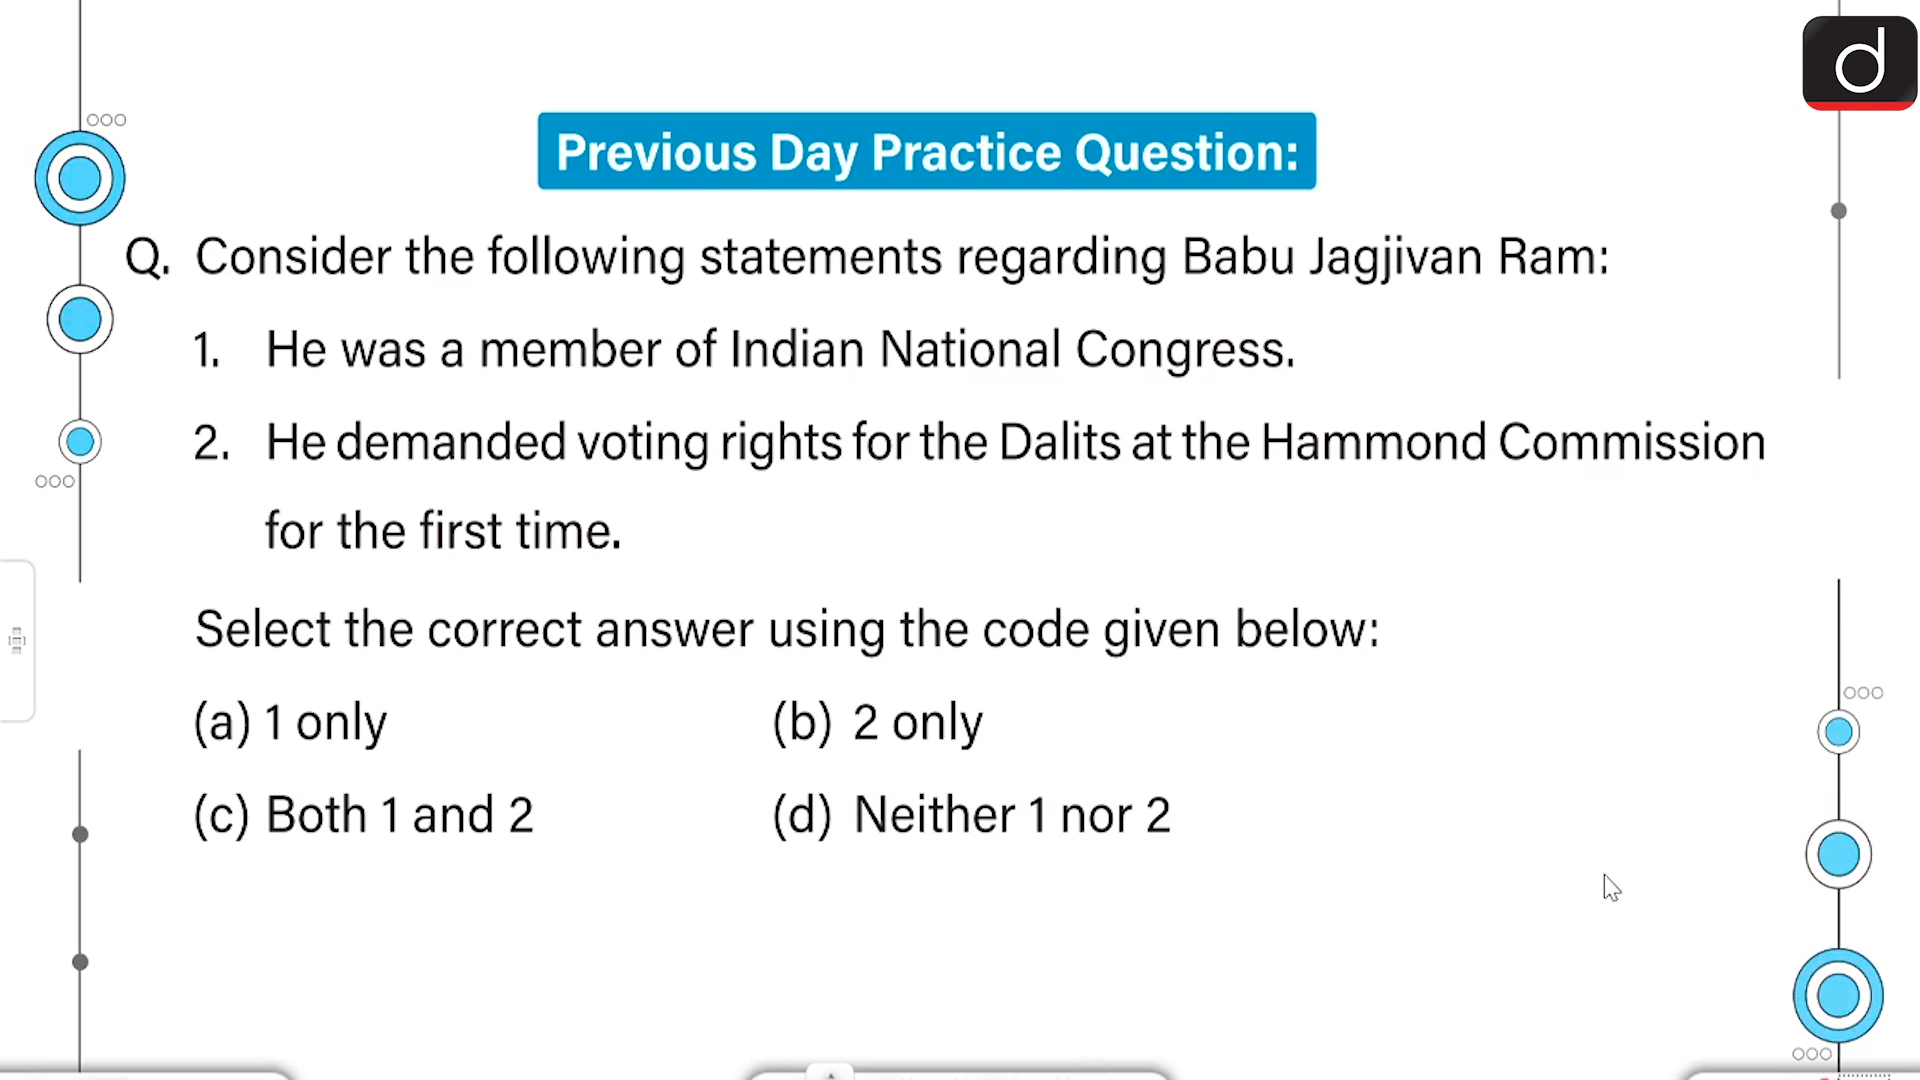 d
Previous Day Practice Question:
Q. Consider the following statements regarding Babu Jagjivan Ram:
1. He was a member of Indian National Congress.
2. He demanded voting rights for the Dalits at the Hammond Commission
for the first time.
Select the correct answer using the code given below:
(a) 1 only (b) 2 only
(c) Both 1 and 2 (d) Neither 1 nor 2